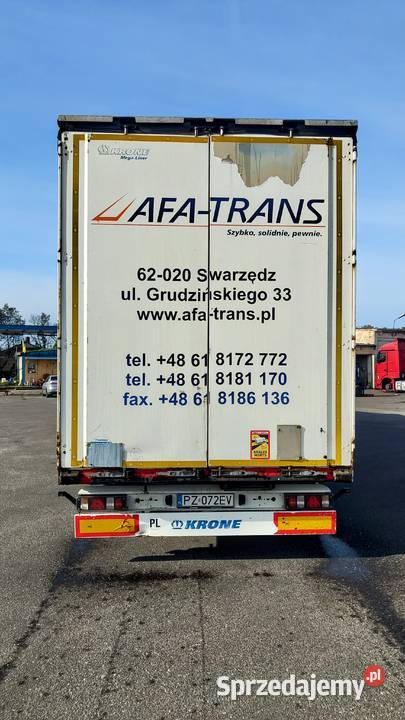 KRONE
Mega Liner
AFA-TRANS
Szybko, solidnie, pewnie.
62-020 Swarzędz
ul. Grudzińskiego 33
www.afa-trans.pl
tel. +48 61 8172 772
tel. +48 61 8181 170
fax. +48 61 8186 136
ANGLES MORTS
PZ 072EV
PL KRONE
Sprzedajemy.pl